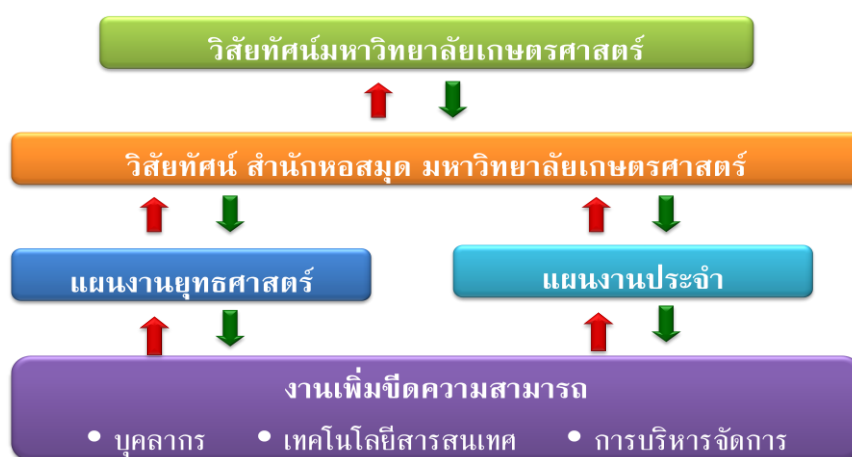 วิสัยทัศน์มหาวิทยาลัยเกษตรศาสตร์
วิสัยทัศน์ สำนักหอสมุด มหาวิทยาลัยเกษตรศาสตร์
แผนงานยุทธศาสตร์
แผนงานประจำ
งานเพิ่มขีดความสามารถ
• บุคลากร • เทคโนโลยีสารสนเทศ • การบริหารจัดการ